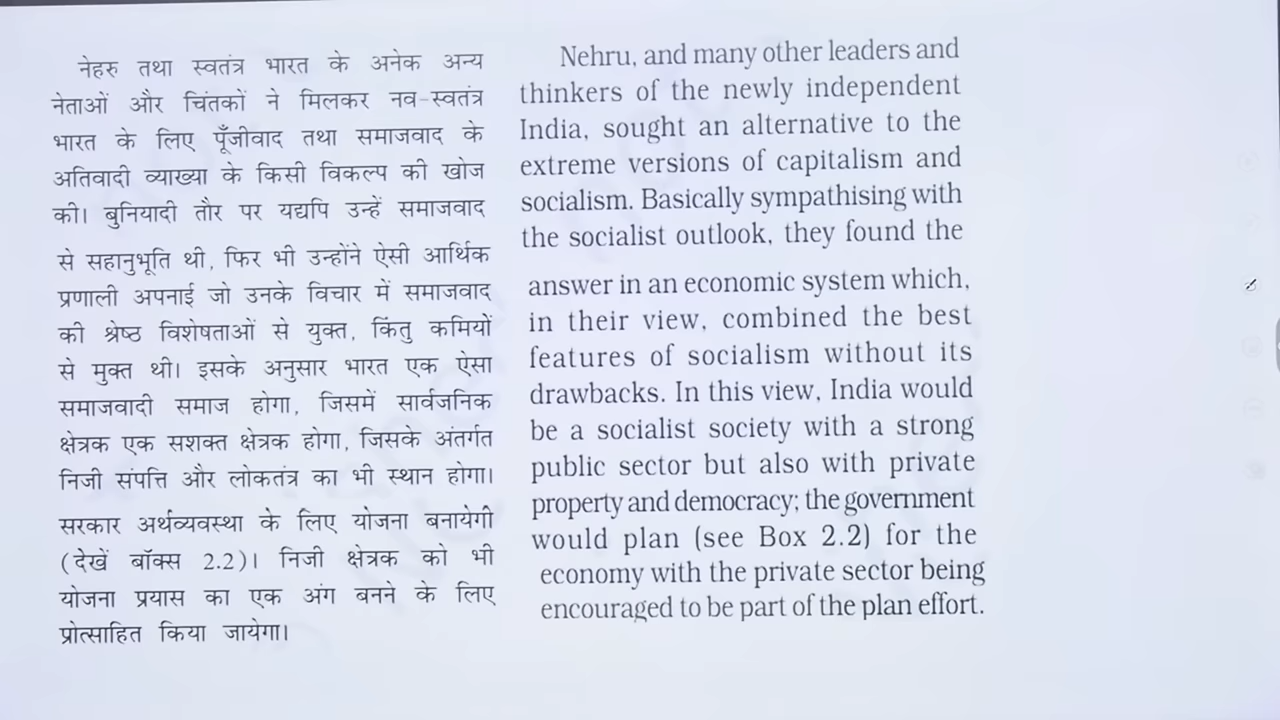 नेहरु तथा स्वतंत्र भारत के अनेक अन्य
नेताओं और चिंतकों ने मिलकर नव-स्वतंत्र
भारत के लिए पूँजीवाद तथा समाजवाद के
अतिवादी व्याख्या के किसी विकल्प की खोज
की। बुनियादी तौर पर यद्यपि उन्हें समाजवाद
से सहानुभूति थी, फिर भी उन्होंने ऐसी आर्थिक
प्रणाली अपनाई जो उनके विचार में समाजवाद
की श्रेष्ठ विशेषताओं से युक्त, किंतु कमियों
से मुक्त थी। इसके अनुसार भारत एक ऐसा
समाजवादी समाज होगा, जिसमें सार्वजनिक
क्षेत्रक एक सशक्त क्षेत्रक होगा, जिसके अंतर्गत
निजी संपत्ति और लोकतंत्र का भी स्थान होगा।
सरकार अर्थव्यवस्था के लिए योजना बनायेगी
(देखें बॉक्स 2.2)। निजी क्षेत्रक को भी
योजना प्रयास का एक अंग बनने के लिए
प्रोत्साहित किया जायेगा।
Nehru, and many other leaders and
thinkers of the newly independent
India, sought an alternative to the
extreme versions of capitalism and
socialism. Basically sympathising with
the socialist outlook, they found the
answer in an economic system which,
in their view, combined the best
features of socialism without its
drawbacks. In this view, India would
be a socialist society with a strong
public sector but also with private
property and democracy; the government
would plan (see Box 2.2) for the
economy with the private sector being
encouraged to be part of the plan effort.